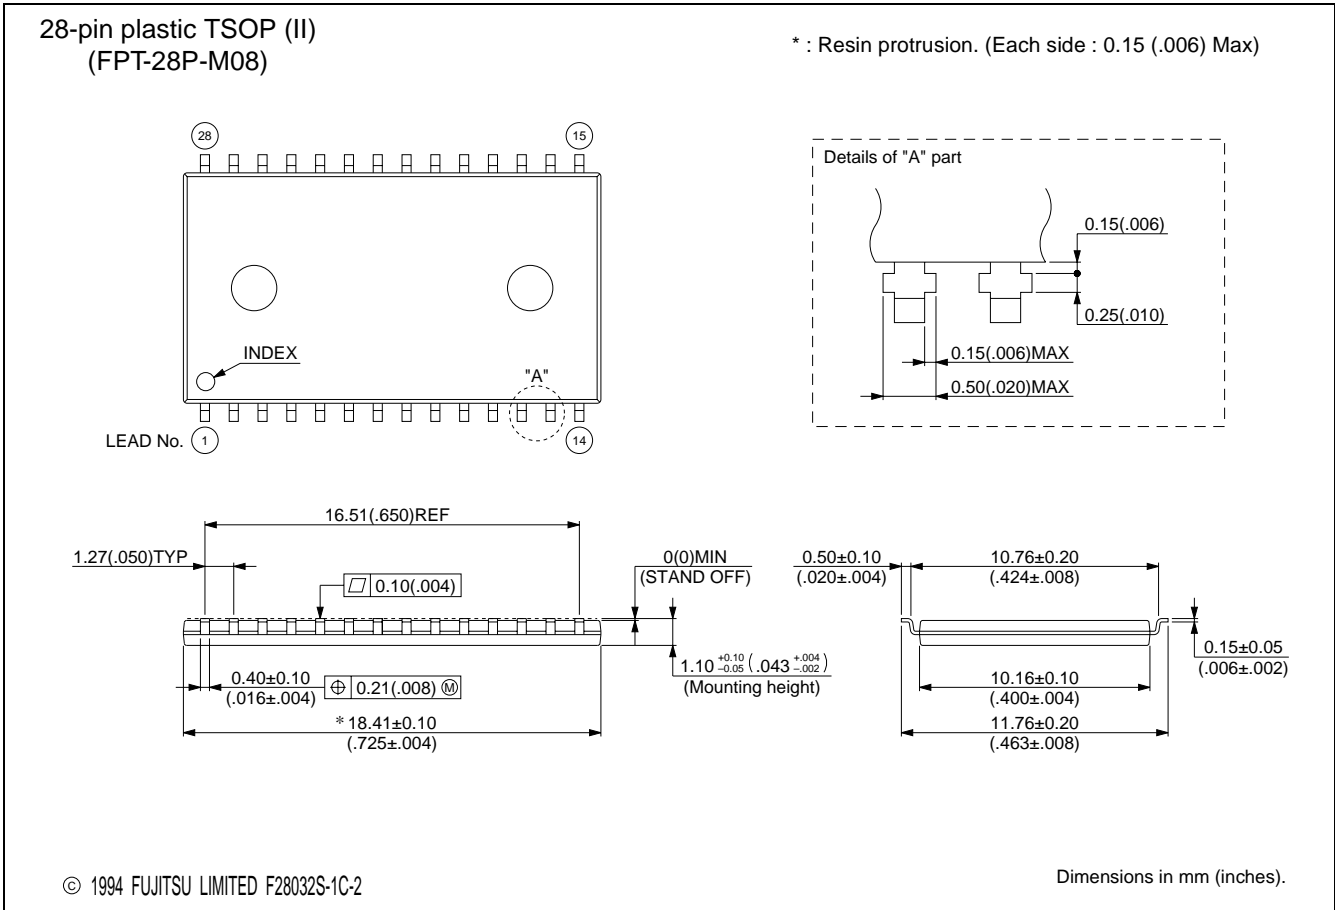 28-pin plastic TSOP (II)
(FPT-28P-M08)
* : Resin protrusion. (Each side : 0.15 (.006) Max)
28
15
INDEX
"A"
LEAD No.
1
14
Details of "A" part
0.15(.006)
0.25(.010)
0.15(.006)MAX
0.50(.020)MAX
16.51(.650)REF
1.27(.050)TYP
0.10(.004)
0(0)MIN
(STAND OFF)
1.10 +0.10 –0.05 (.043 +.004 –.002)
(Mounting height)
0.40±0.10
(.016±.004)
0.21(.008) Ⓜ
* 18.41±0.10
(.725±.004)
0.50±0.10
(.020±.004)
10.76±0.20
(.424±.008)
0.15±0.05
(.006±.002)
10.16±0.10
(.400±.004)
11.76±0.20
(.463±.008)
© 1994 FUJITSU LIMITED F28032S-1C-2
Dimensions in mm (inches).